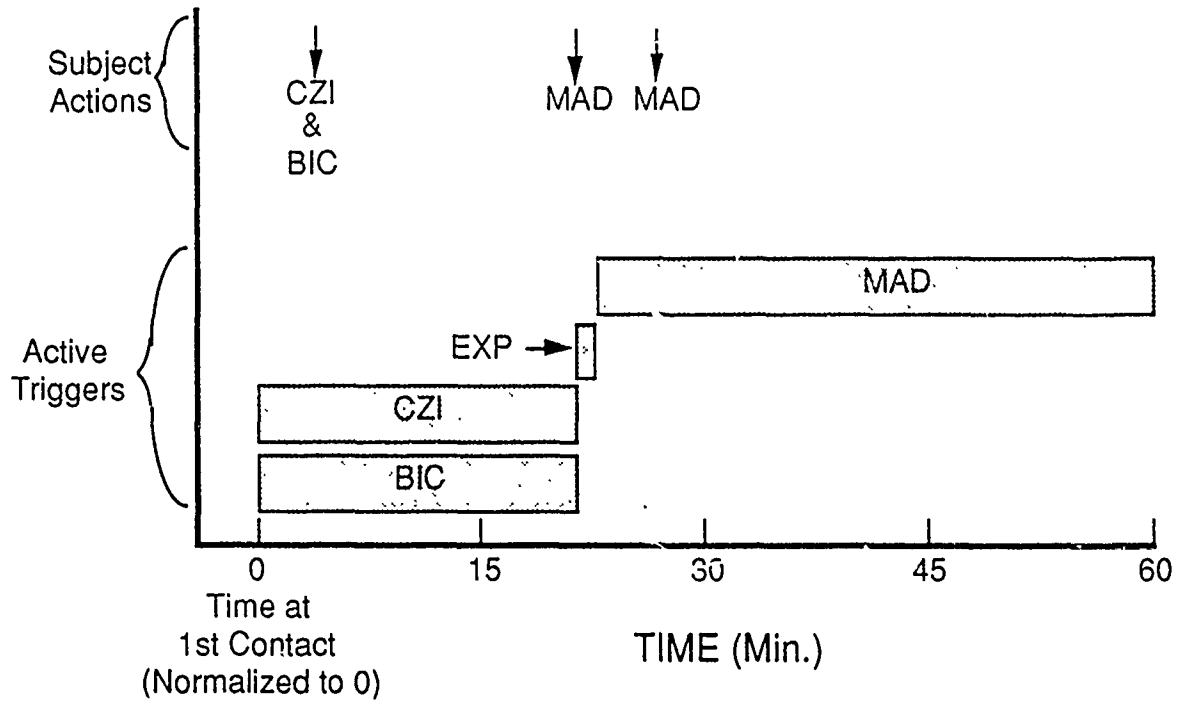 Subject
Actions
CZI
&
BIC
MAD MAD
MAD
EXP
Active
Triggers
CZI
BIC
0 15 30 45 60
Time at
1st Contact
(Normalized to 0)
TIME (Min.)